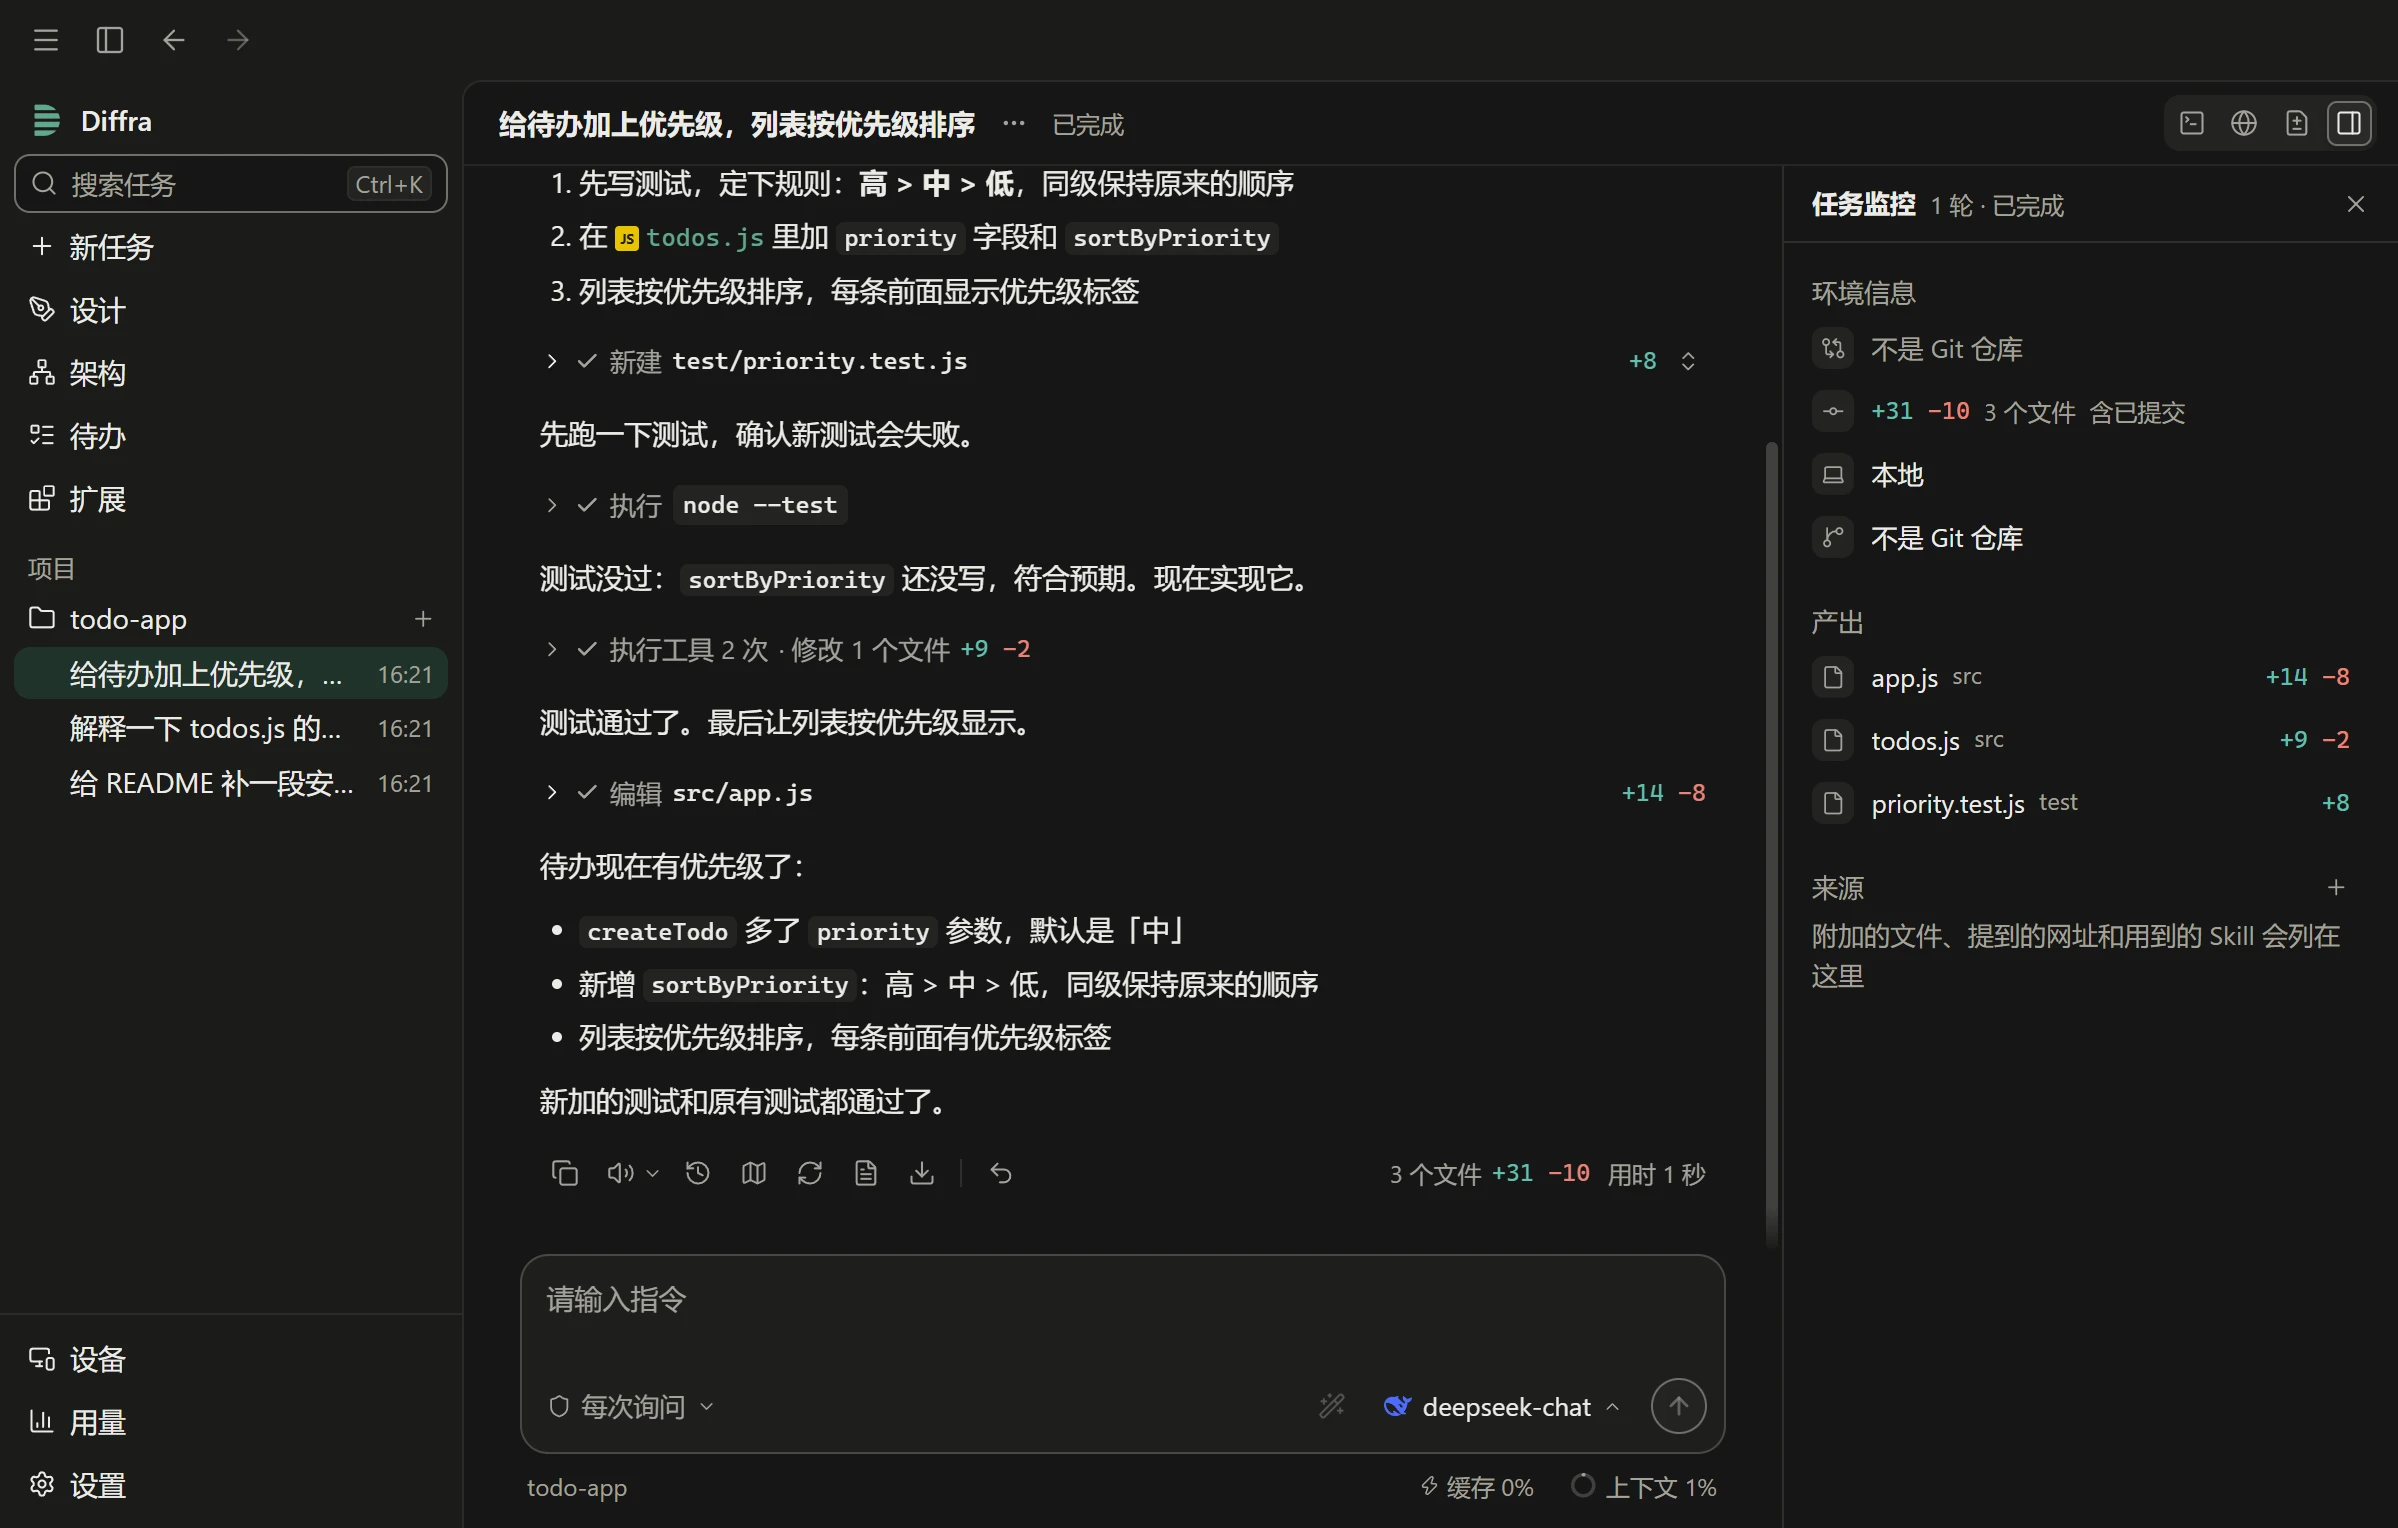 Diffra
搜索任务 Ctrl+K
新任务
设计
架构
待办
扩展
项目
todo-app
给待办加上优先级，... 16:21
解释一下 todos.js 的... 16:21
给 README 补一段安... 16:21
设备
用量
设置
给待办加上优先级，列表按优先级排序 ··· 已完成
1. 先写测试，定下规则：高 > 中 > 低，同级保持原来的顺序
2. 在 JS todos.js 里加 priority 字段和 sortByPriority
3. 列表按优先级排序，每条前面显示优先级标签
新建 test/priority.test.js +8
先跑一下测试，确认新测试会失败。
执行 node --test
测试没过：sortByPriority 还没写，符合预期。现在实现它。
执行工具 2 次 · 修改 1 个文件 +9 -2
测试通过了。最后让列表按优先级显示。
编辑 src/app.js +14 -8
待办现在有优先级了：
• createTodo 多了 priority 参数，默认是「中」
• 新增 sortByPriority：高 > 中 > 低，同级保持原来的顺序
• 列表按优先级排序，每条前面有优先级标签
新加的测试和原有测试都通过了。
3 个文件 +31 -10 用时 1 秒
请输入指令
每次询问
deepseek-chat
todo-app
缓存 0% 上下文 1%
任务监控 1 轮 · 已完成
环境信息
不是 Git 仓库
+31 -10 3 个文件 含已提交
本地
不是 Git 仓库
产出
app.js src +14 -8
todos.js src +9 -2
priority.test.js test +8
来源
附加的文件、提到的网址和用到的 Skill 会列在
这里